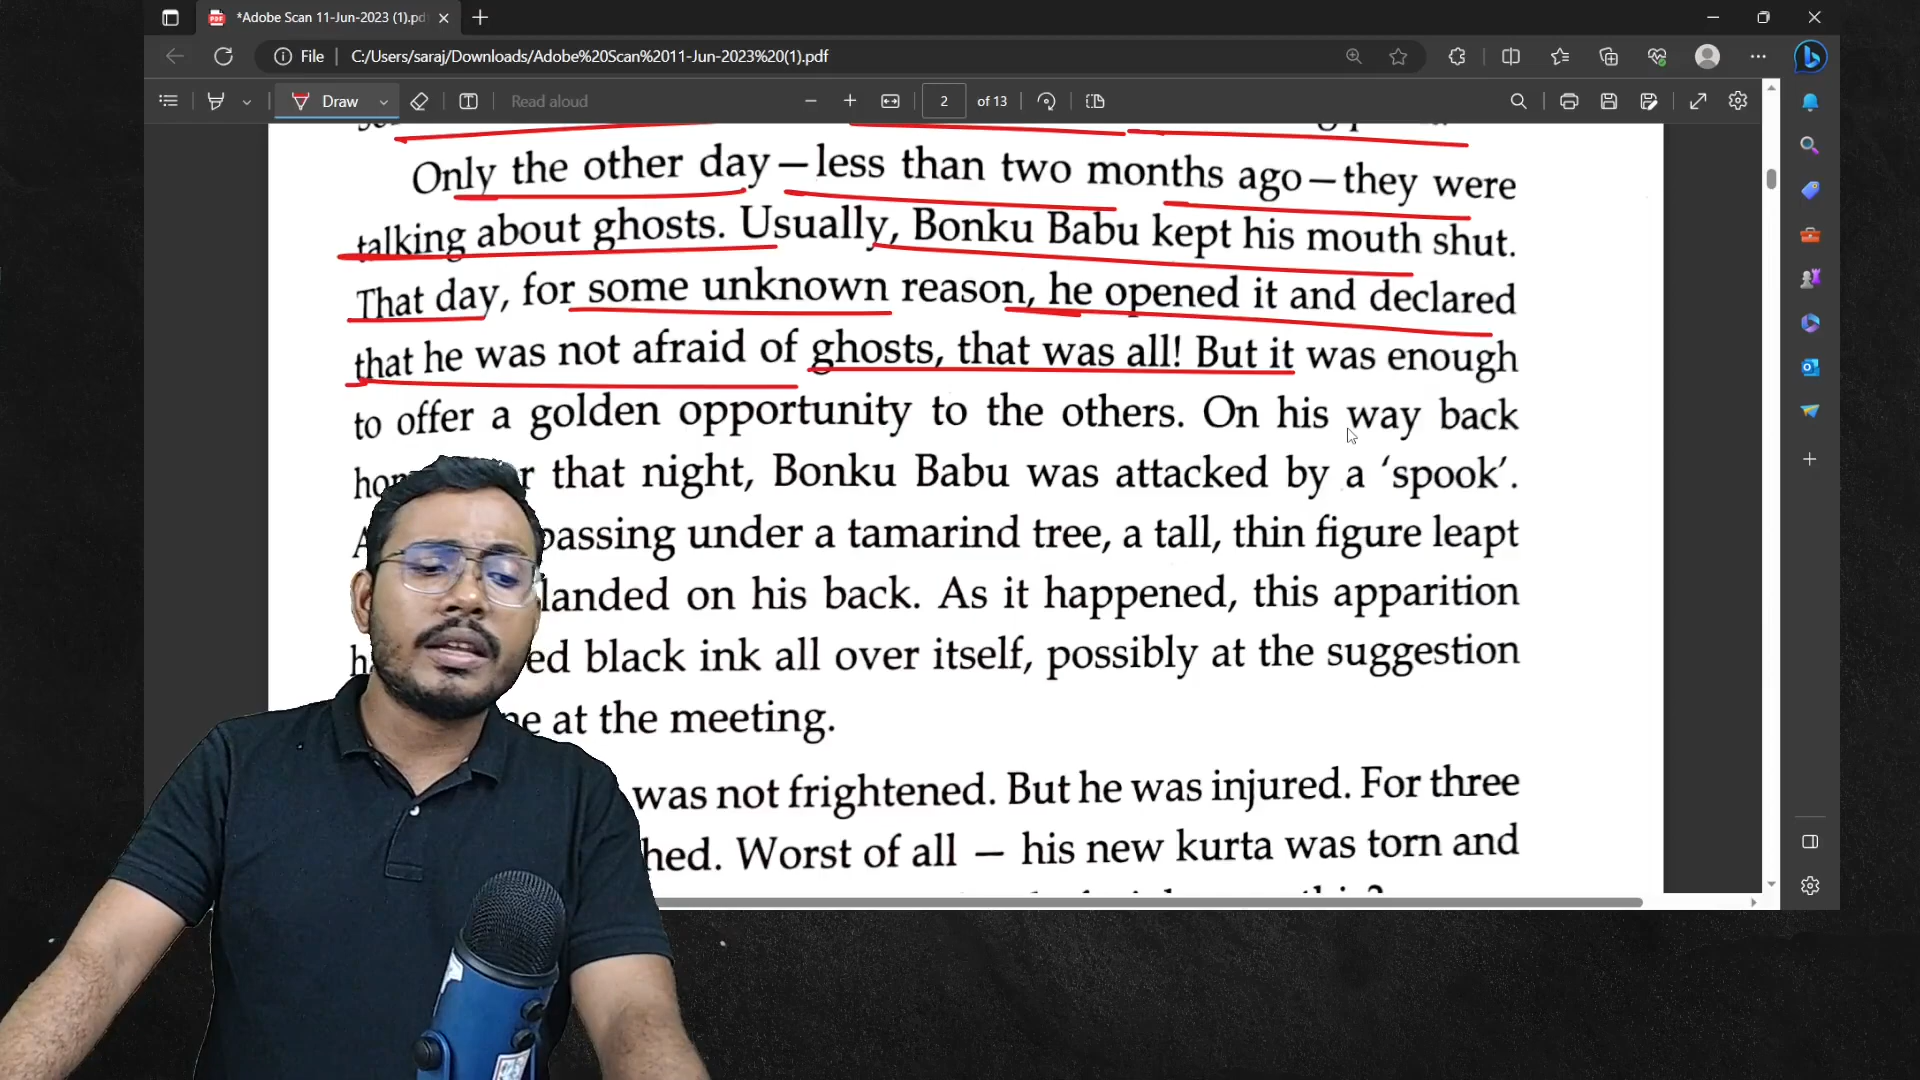 *Adobe Scan 11-Jun-2023 (1).pd
File C:/Users/saraj/Downloads/Adobe%20Scan%2011-Jun-2023%20(1).pdf
Draw Read aloud 2 of 13
Only the other day—less than two months ago—they were
talking about ghosts. Usually, Bonku Babu kept his mouth shut.
That day, for some unknown reason, he opened it and declared
that he was not afraid of ghosts, that was all! But it was enough
to offer a golden opportunity to the others. On his way back
that night, Bonku Babu was attacked by a ‘spook’.
passing under a tamarind tree, a tall, thin figure leapt
landed on his back. As it happened, this apparition
black ink all over itself, possibly at the suggestion
at the meeting.
was not frightened. But he was injured. For three
Worst of all — his new kurta was torn and